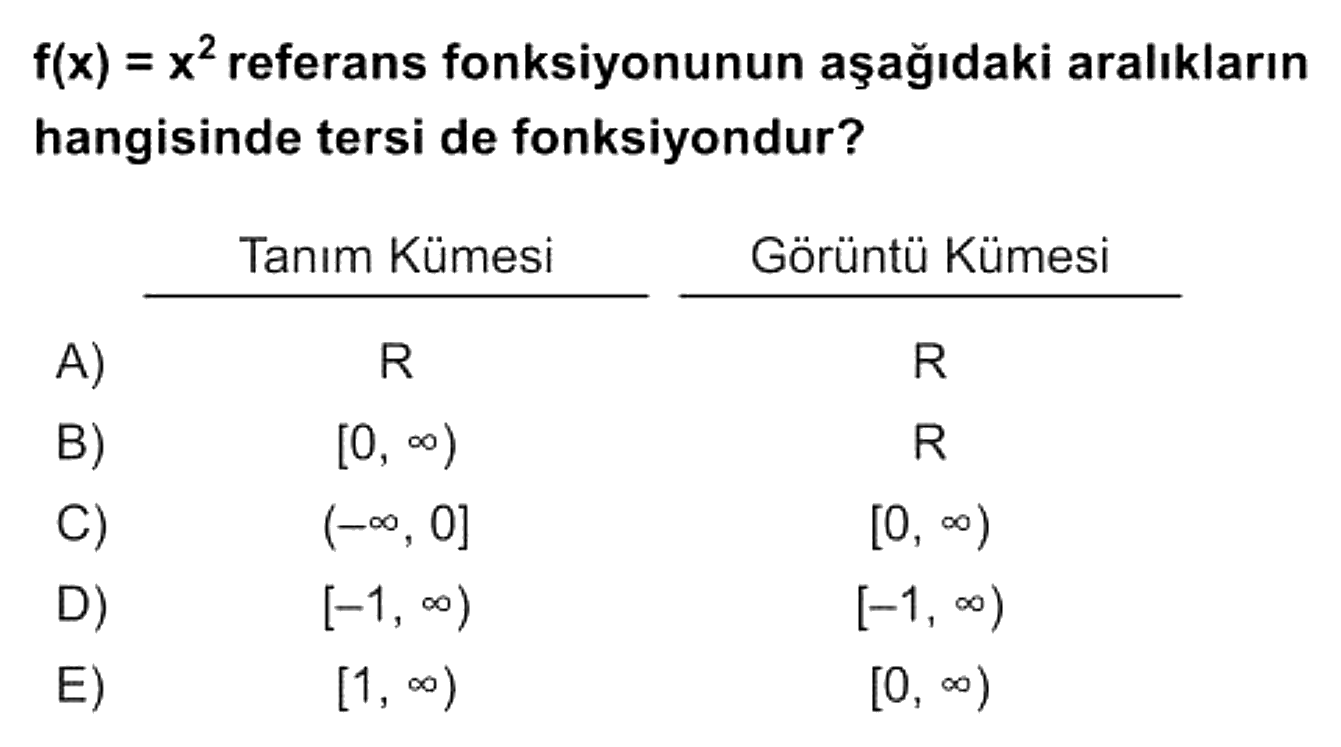 f(x) = x² referans fonksiyonunun aşağıdaki aralıkların
hangisinde tersi de fonksiyondur?
Tanım Kümesi Görüntü Kümesi
A) R R
B) [0, ∞) R
C) (–∞, 0] [0, ∞)
D) [–1, ∞) [–1, ∞)
E) [1, ∞) [0, ∞)